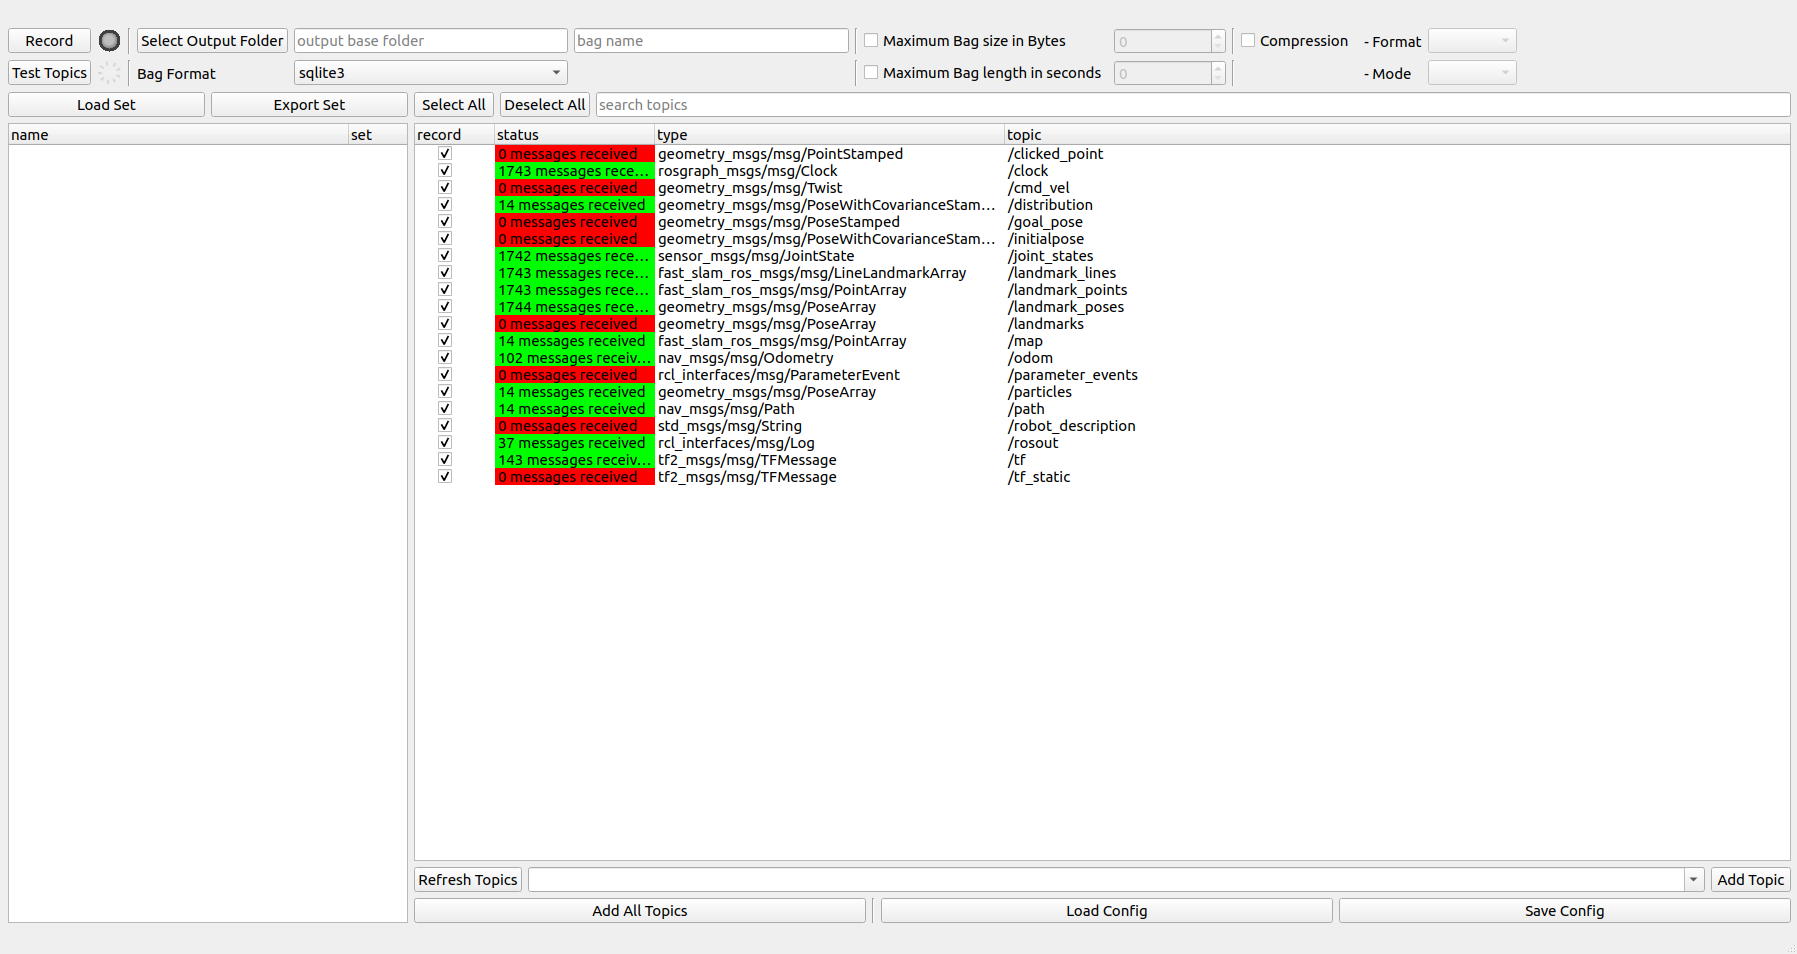 Record Select Output Folder output base folder bag name Maximum Bag size in Bytes 0 Compression - Format
Test Topics Bag Format sqlite3 Maximum Bag length in seconds 0 - Mode
Load Set Export Set Select All Deselect All search topics
name set record status type topic
0 messages received geometry_msgs/msg/PointStamped /clicked_point
1743 messages rece... rosgraph_msgs/msg/Clock /clock
0 messages received geometry_msgs/msg/Twist /cmd_vel
14 messages received geometry_msgs/msg/PoseWithCovarianceStam... /distribution
0 messages received geometry_msgs/msg/PoseStamped /goal_pose
0 messages received geometry_msgs/msg/PoseWithCovarianceStam... /initialpose
1742 messages rece... sensor_msgs/msg/JointState /joint_states
1743 messages rece... fast_slam_ros_msgs/msg/LineLandmarkArray /landmark_lines
1743 messages rece... fast_slam_ros_msgs/msg/PointArray /landmark_points
1744 messages rece... geometry_msgs/msg/PoseArray /landmark_poses
0 messages received geometry_msgs/msg/PoseArray /landmarks
14 messages received fast_slam_ros_msgs/msg/PointArray /map
102 messages receiv... nav_msgs/msg/Odometry /odom
0 messages received rcl_interfaces/msg/ParameterEvent /parameter_events
14 messages received geometry_msgs/msg/PoseArray /particles
14 messages received nav_msgs/msg/Path /path
0 messages received std_msgs/msg/String /robot_description
37 messages received rcl_interfaces/msg/Log /rosout
143 messages receiv... tf2_msgs/msg/TFMessage /tf
0 messages received tf2_msgs/msg/TFMessage /tf_static
Refresh Topics Add Topic
Add All Topics Load Config Save Config